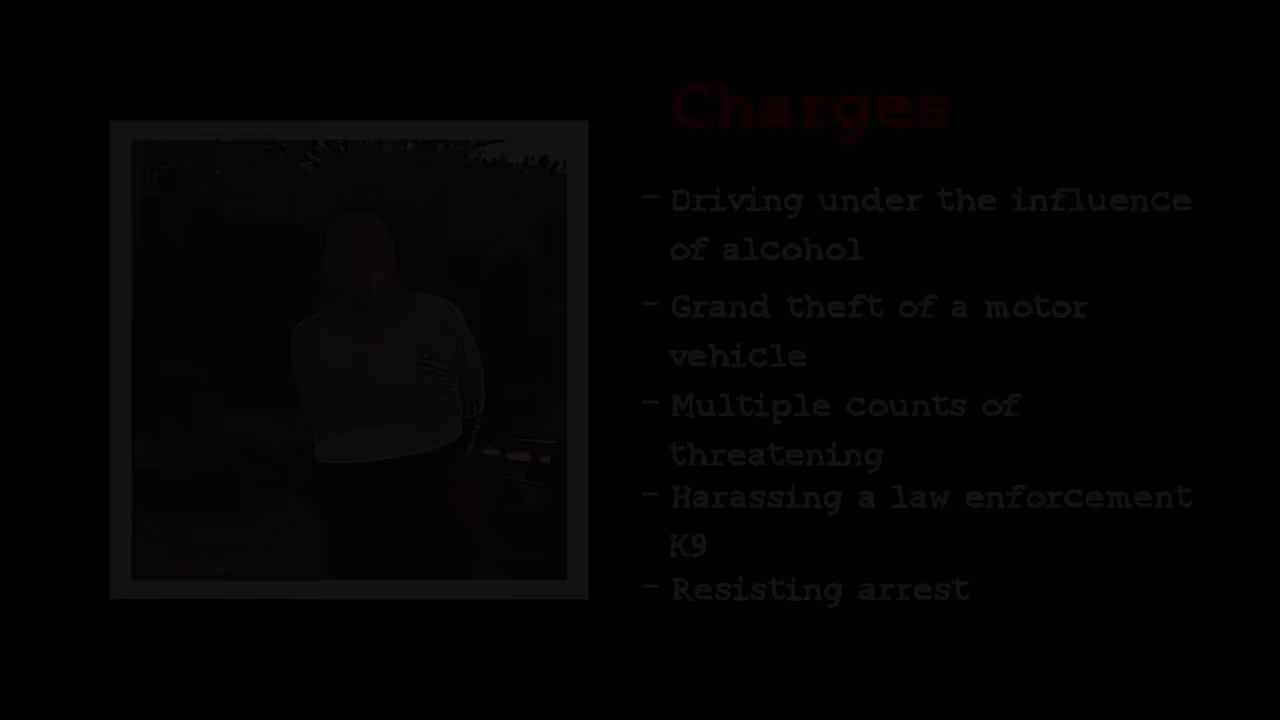 Charges
- Driving under the influence
of alcohol
- Grand theft of a motor
vehicle
- Multiple counts of
threatening
- Harassing a law enforcement
K9
- Resisting arrest